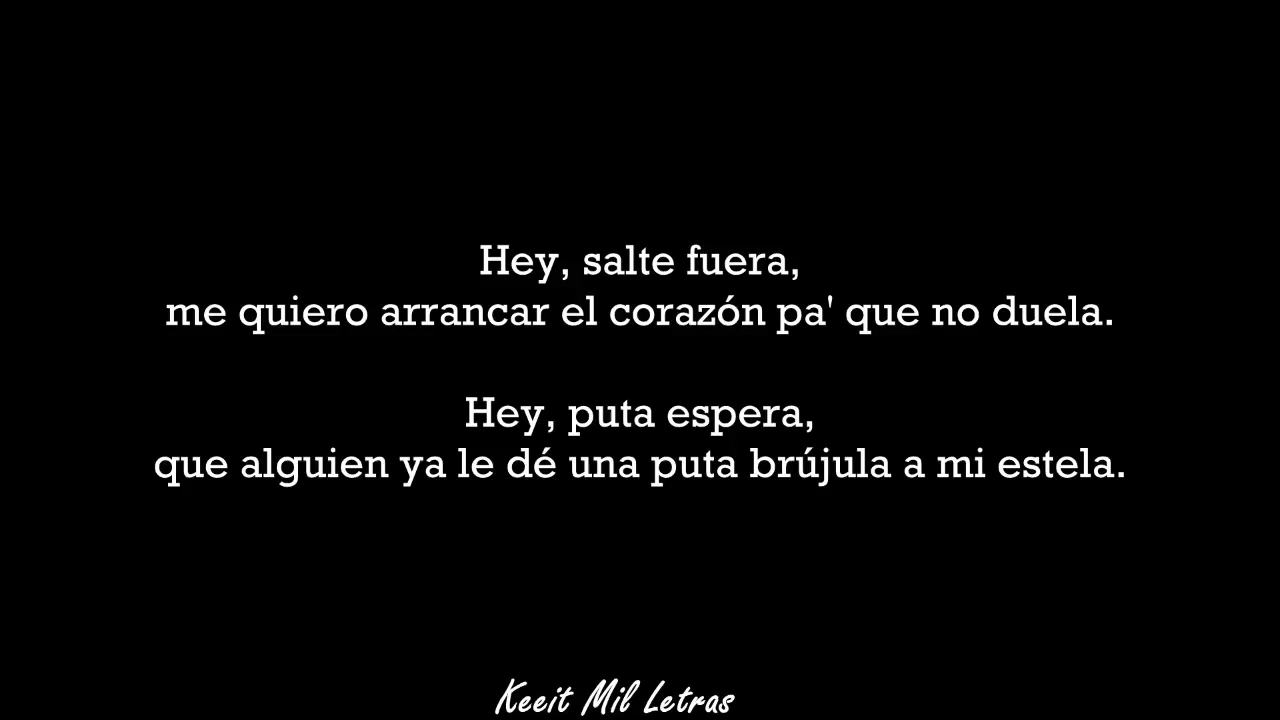 Hey, salte fuera,
me quiero arrancar el corazón pa' que no duela.
Hey, puta espera,
que alguien ya le dé una puta brújula a mi estela.
Keeit Mil Letras